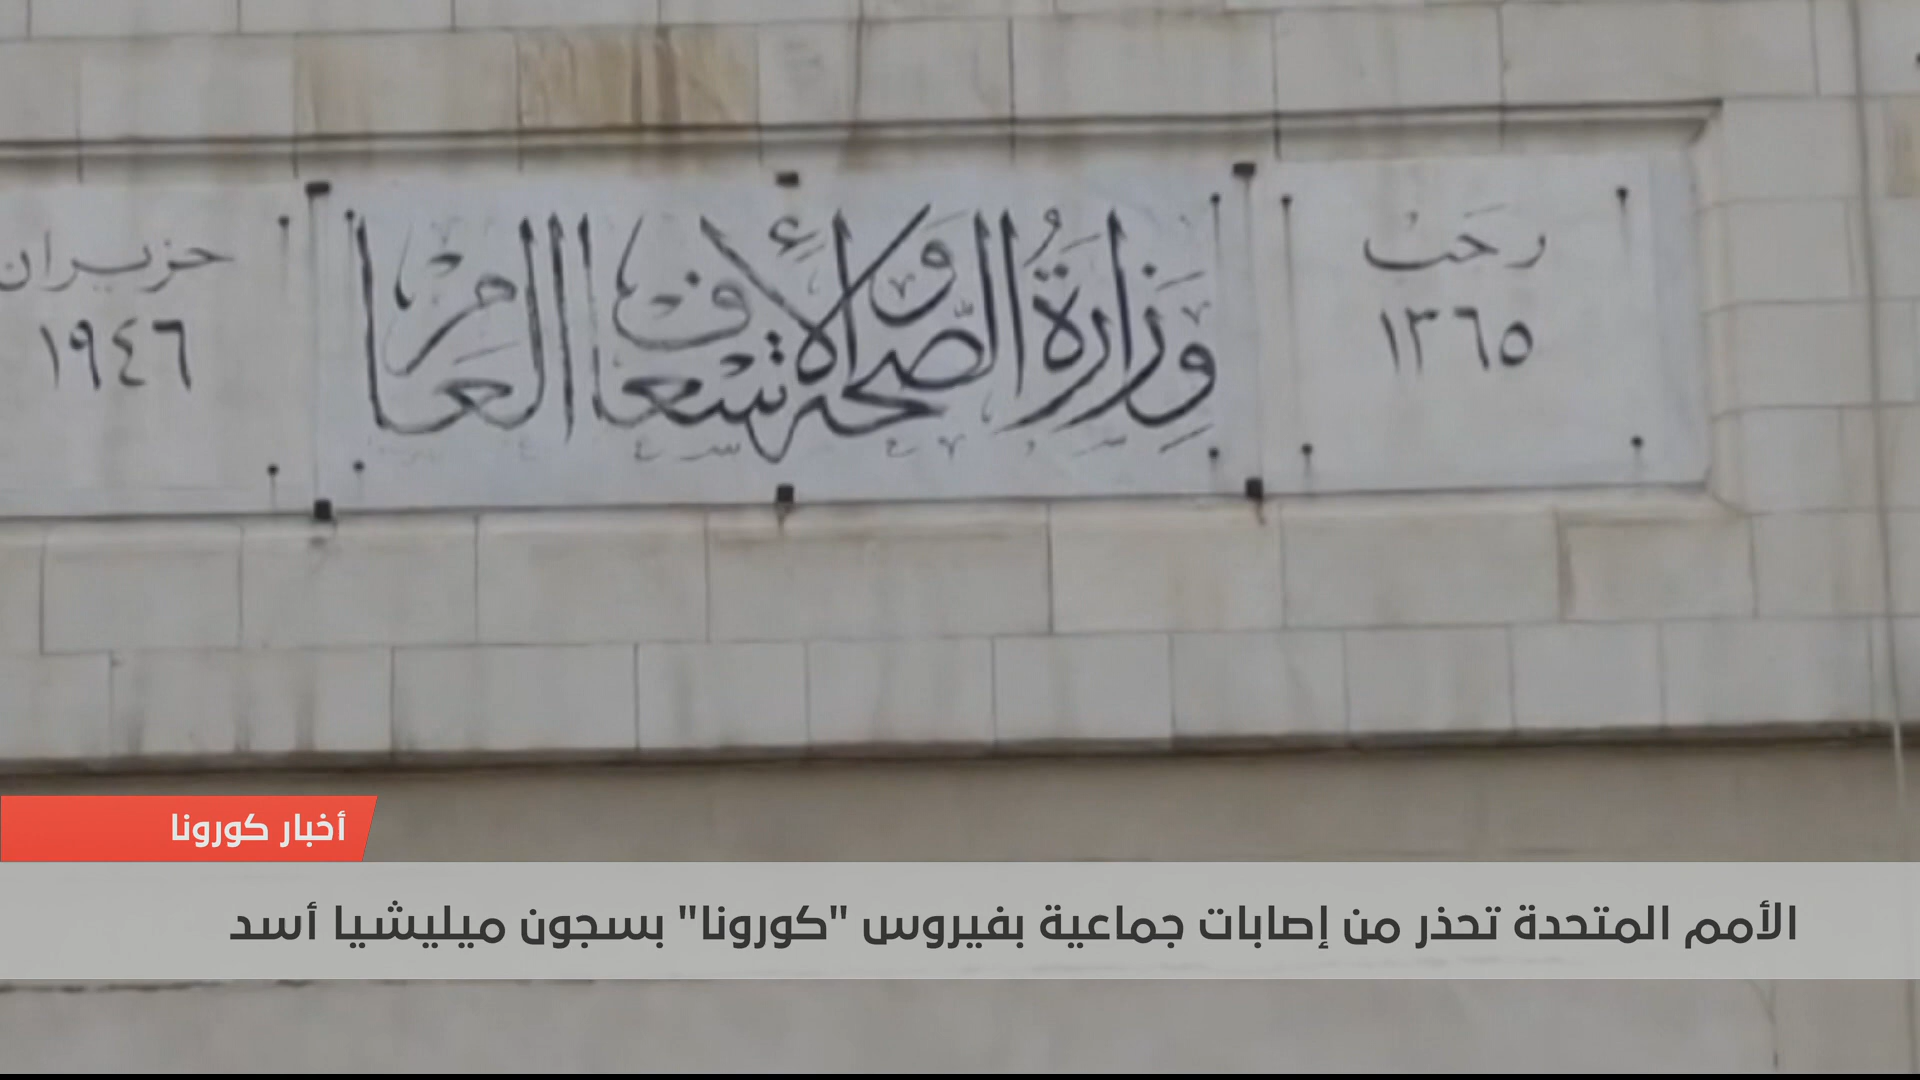 رجب
١٣٦٥
وزارة الصحة والإسعاف العام
حزيران
١٩٤٦
أخبار كورونا
الأمم المتحدة تحذر من إصابات جماعية بفيروس "كورونا" بسجون ميليشيا أسد